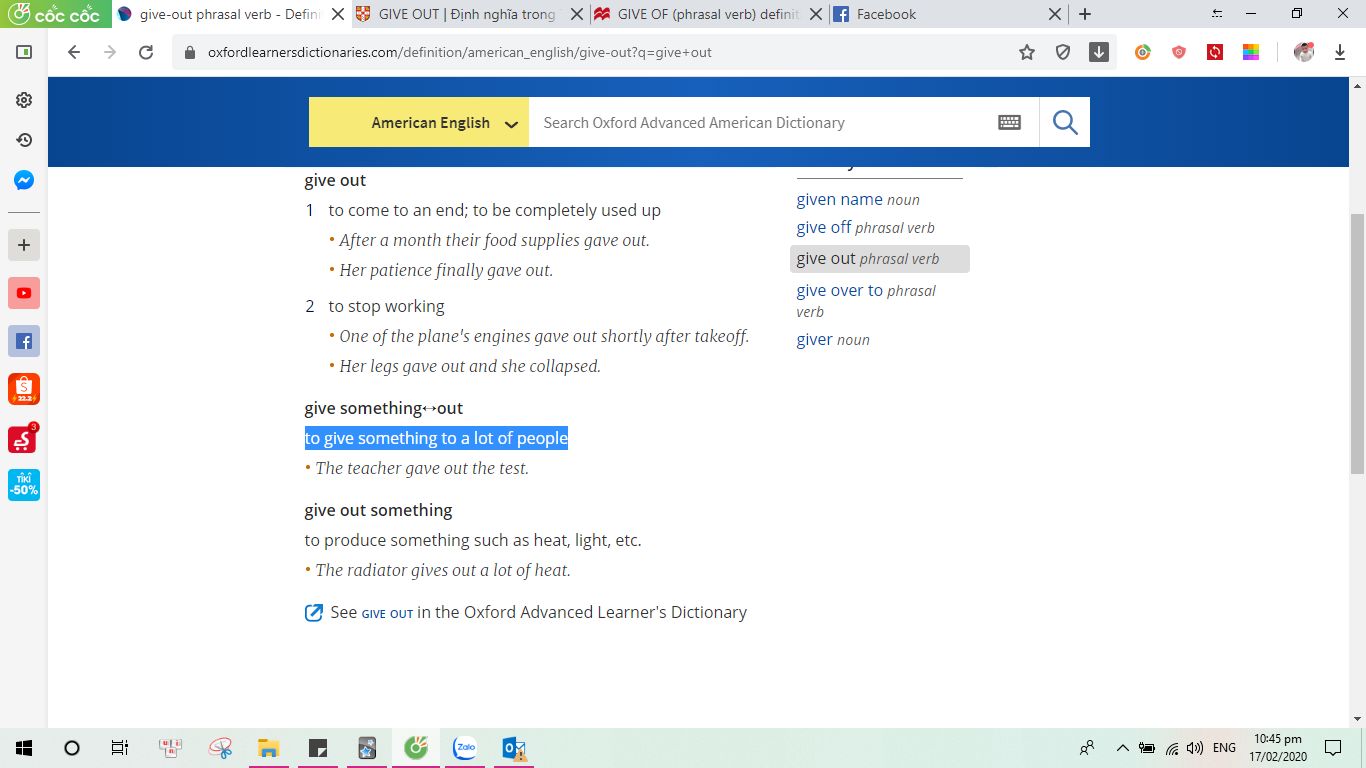 cốc cốc
give-out phrasal verb - Defini
GIVE OUT | Định nghĩa trong
GIVE OF (phrasal verb) definit
Facebook
oxfordlearnersdictionaries.com/definition/american_english/give-out?q=give+out
American English
Search Oxford Advanced American Dictionary
give out
1 to come to an end; to be completely used up
• After a month their food supplies gave out.
• Her patience finally gave out.
2 to stop working
• One of the plane's engines gave out shortly after takeoff.
• Her legs gave out and she collapsed.
give something↔out
to give something to a lot of people
• The teacher gave out the test.
give out something
to produce something such as heat, light, etc.
• The radiator gives out a lot of heat.
See GIVE OUT in the Oxford Advanced Learner's Dictionary
given name noun
give off phrasal verb
give out phrasal verb
give over to phrasal
verb
giver noun
22.2
3
TIKI
-50%
Zalo
ENG
10:45 pm
17/02/2020